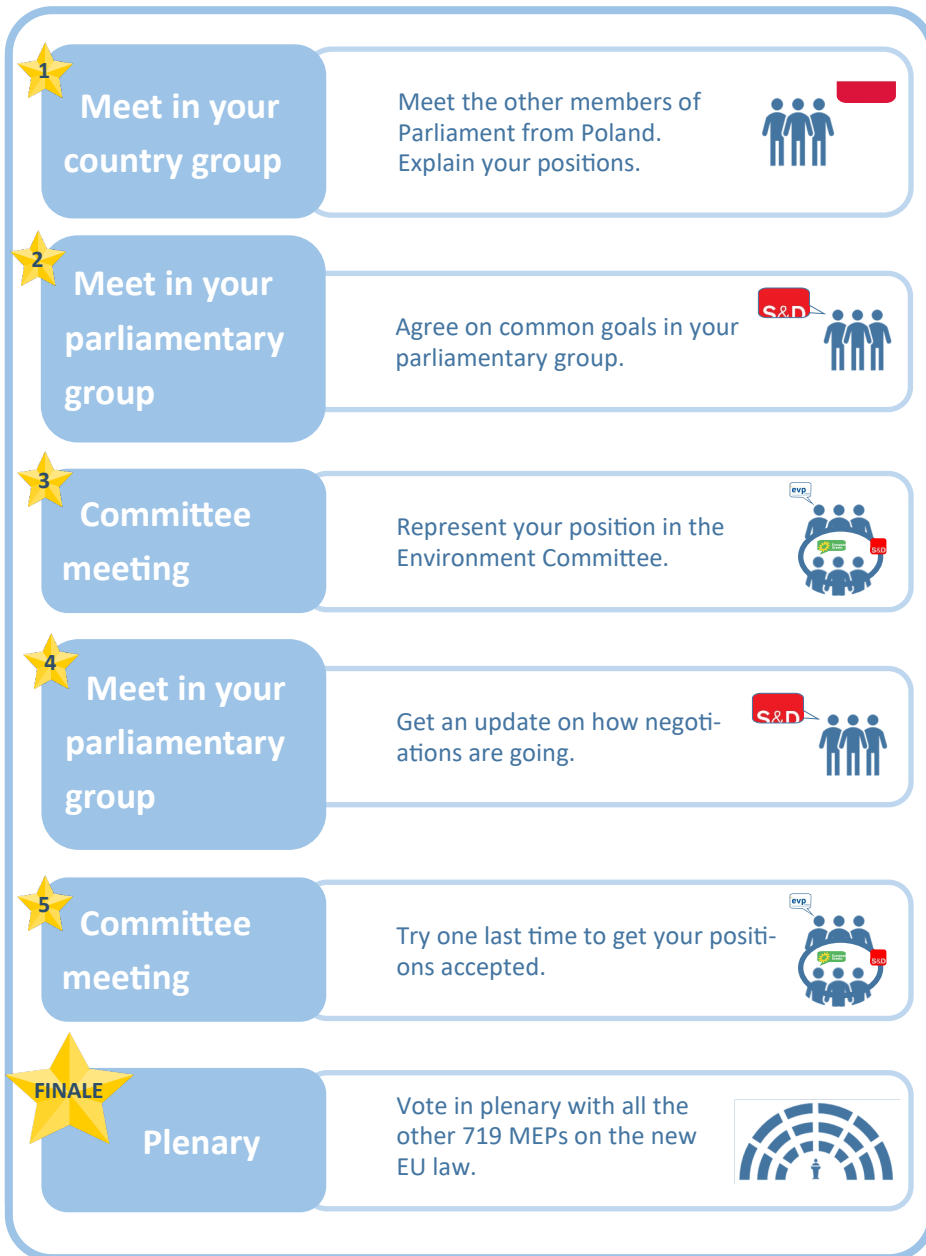 1
Meet in your
country group
Meet the other members of
Parliament from Poland.
Explain your positions.
2
Meet in your
parliamentary
group
S&D
Agree on common goals in your
parliamentary group.
3
Committee
meeting
evp
Represent your position in the
Environment Committee.
S&D
4
Meet in your
parliamentary
group
S&D
Get an update on how negoti-
ations are going.
5
Committee
meeting
evp
Try one last time to get your positi-
ons accepted.
S&D
FINALE
Plenary
Vote in plenary with all the
other 719 MEPs on the new
EU law.